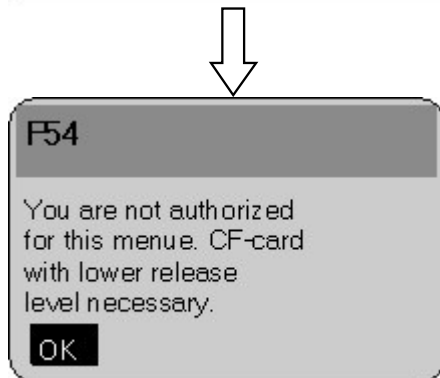 F54
You are not authorized
for this menue. CF-card
with lower release
level necessary.
OK